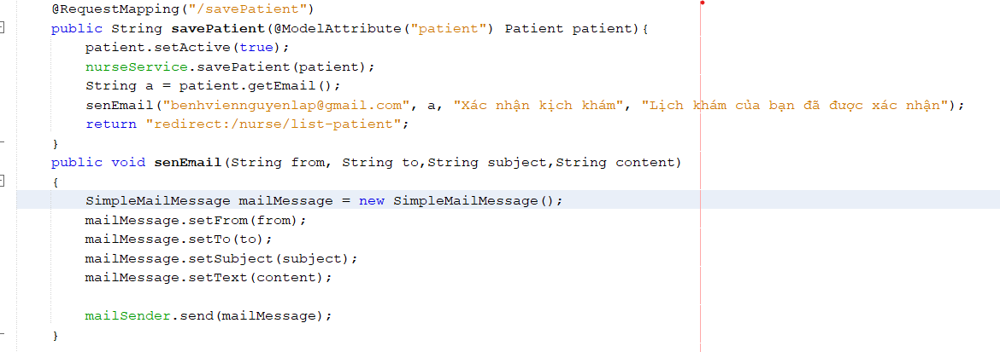 @RequestMapping("/savePatient")
public String savePatient(@ModelAttribute("patient") Patient patient){
patient.setActive(true);
nurseService.savePatient(patient);
String a = patient.getEmail();
senEmail("benhviennguyenlap@gmail.com", a, "Xác nhận kịch khám", "Lịch khám của bạn đã được xác nhận");
return "redirect:/nurse/list-patient";
}
public void senEmail(String from, String to,String subject,String content)
{
SimpleMailMessage mailMessage = new SimpleMailMessage();
mailMessage.setFrom(from);
mailMessage.setTo(to);
mailMessage.setSubject(subject);
mailMessage.setText(content);
mailSender.send(mailMessage);
}